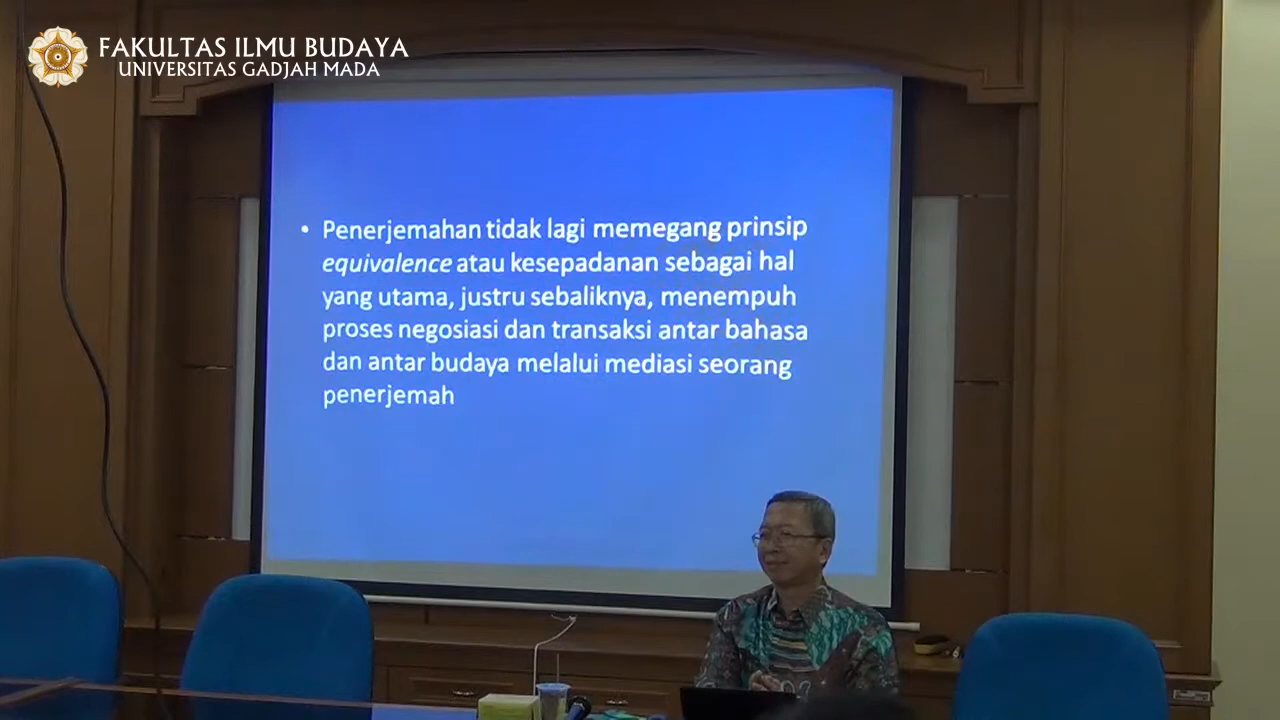 FAKULTAS ILMU BUDAYA
UNIVERSITAS GADJAH MADA
• Penerjemahan tidak lagi memegang prinsip
equivalence atau kesepadanan sebagai hal
yang utama, justru sebaliknya, menempuh
proses negosiasi dan transaksi antar bahasa
dan antar budaya melalui mediasi seorang
penerjemah